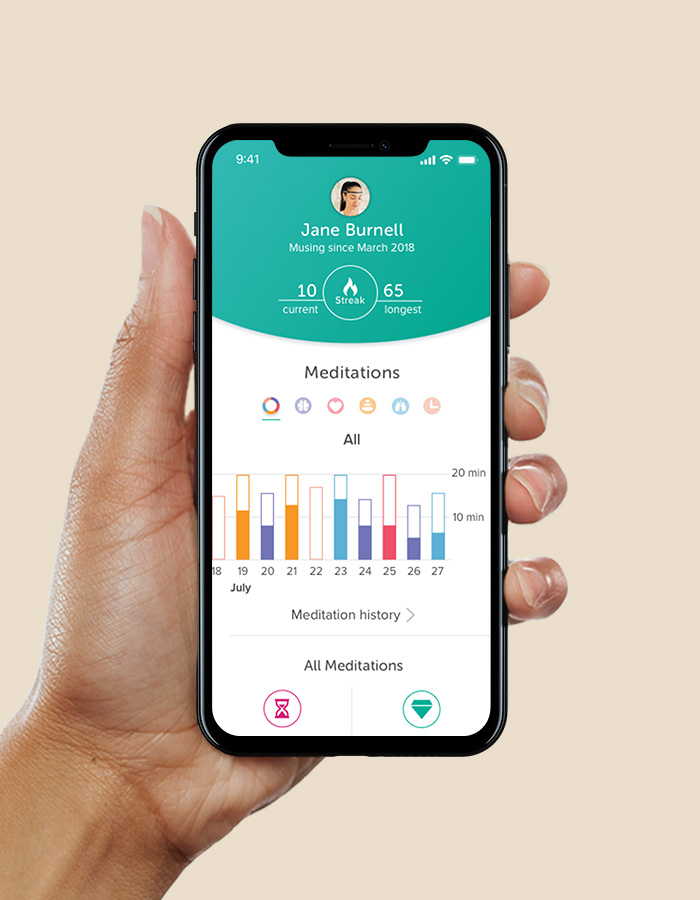 9:41
Jane Burnell
Musing since March 2018
10
current
Streak
65
longest
Meditations
All
20 min
10 min
18 19 20 21 22 23 24 25 26 27
July
Meditation history
All Meditations